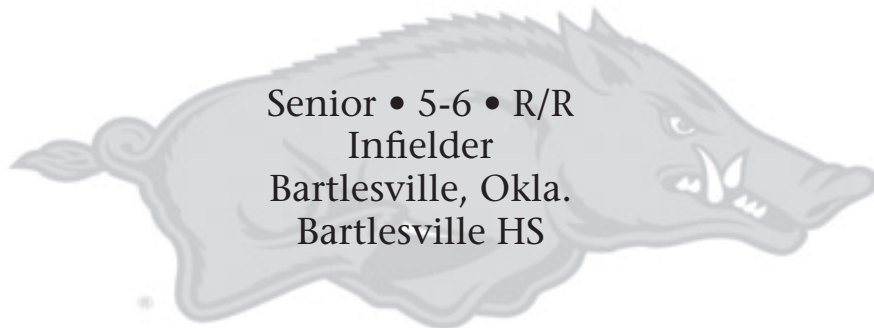 Senior • 5-6 • R/R
Infielder
Bartlesville, Okla.
Bartlesville HS
®